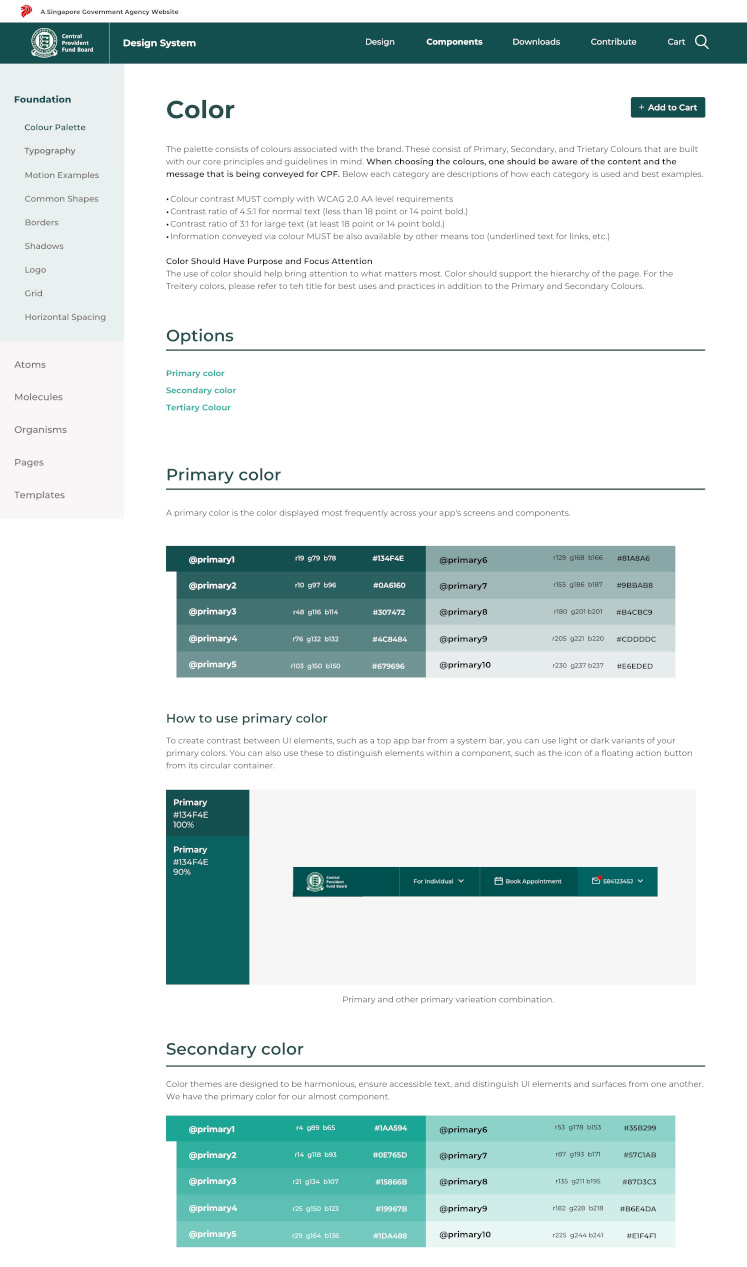 A Singapore Government Agency Website
Central
Provident
Fund Board
Design System
Design
Components
Downloads
Contribute
Cart
Foundation
Colour Palette
Typography
Motion Examples
Common Shapes
Borders
Shadows
Logo
Grid
Horizontal Spacing
Atoms
Molecules
Organisms
Pages
Templates
Color
+ Add to Cart
The palette consists of colours associated with the brand. These consist of Primary, Secondary, and Trietary Colours that are built
with our core principles and guidelines in mind. When choosing the colours, one should be aware of the content and the
message that is being conveyed for CPF. Below each category are descriptions of how each category is used and best examples.
• Colour contrast MUST comply with WCAG 2.0 AA level requirements
• Contrast ratio of 4.5:1 for normal text (less than 18 point or 14 point bold.)
• Contrast ratio of 3:1 for large text (at least 18 point or 14 point bold.)
• Information conveyed via colour MUST be also available by other means too (underlined text for links, etc.)
Color Should Have Purpose and Focus Attention
The use of color should help bring attention to what matters most. Color should support the hierarchy of the page. For the
Treitery colors, please refer to teh title for best uses and practices in addition to the Primary and Secondary Colours.
Options
Primary color
Secondary color
Tertiary Colour
Primary color
A primary color is the color displayed most frequently across your app's screens and components.
@primary1 r19 g79 b78 #134F4E @primary6 r129 g168 b166 #81A8A6
@primary2 r10 g97 b96 #0A6160 @primary7 r155 g186 b187 #9BBAB8
@primary3 r48 g116 b114 #307472 @primary8 r180 g201 b201 #B4CBC9
@primary4 r76 g132 b132 #4C8484 @primary9 r205 g221 b220 #CDDDDC
@primary5 r103 g150 b150 #679696 @primary10 r230 g237 b237 #E6EDED
How to use primary color
To create contrast between UI elements, such as a top app bar from a system bar, you can use light or dark variants of your
primary colors. You can also use these to distinguish elements within a component, such as the icon of a floating action button
from its circular container.
Primary
#134F4E
100%
Primary
#134F4E
90%
Central
Provident
Fund Board
For Individual
Book Appointment
S8412345J
Primary and other primary varieation combination.
Secondary color
Color themes are designed to be harmonious, ensure accessible text, and distinguish UI elements and surfaces from one another.
We have the primary color for our almost component.
@primary1 r4 g89 b65 #1AA594 @primary6 r53 g178 b153 #35B299
@primary2 r14 g118 b93 #0E765D @primary7 r87 g193 b171 #57C1AB
@primary3 r21 g134 b107 #15866B @primary8 r135 g211 b195 #87D3C3
@primary4 r25 g150 b123 #19967B @primary9 r182 g228 b218 #B6E4DA
@primary5 r29 g164 b136 #1DA488 @primary10 r225 g244 b241 #E1F4F1